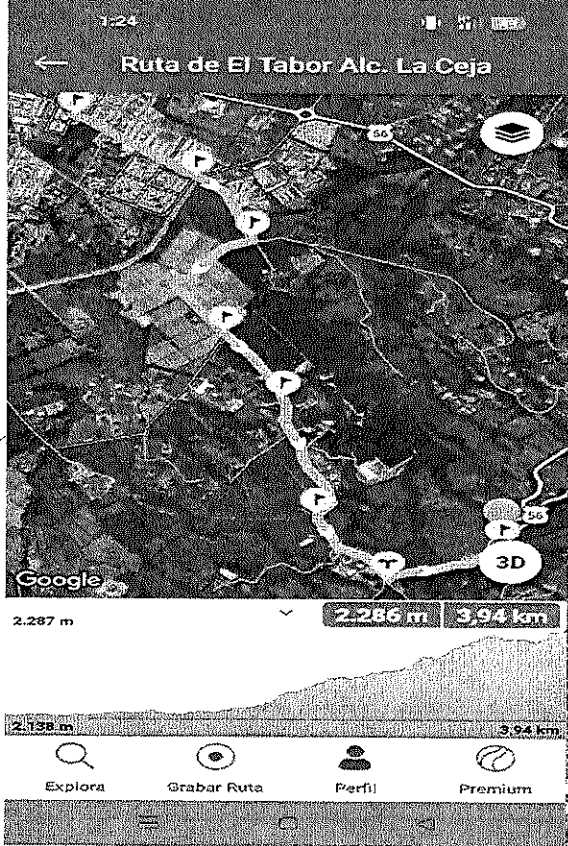 1:24
Ruta de El Tabor Alc. La Ceja
56
56
3D
Google
2.287 m
2.286 m 3.94 km
2.138 m 3.94 km
Explora Grabar Ruta Perfil Premium